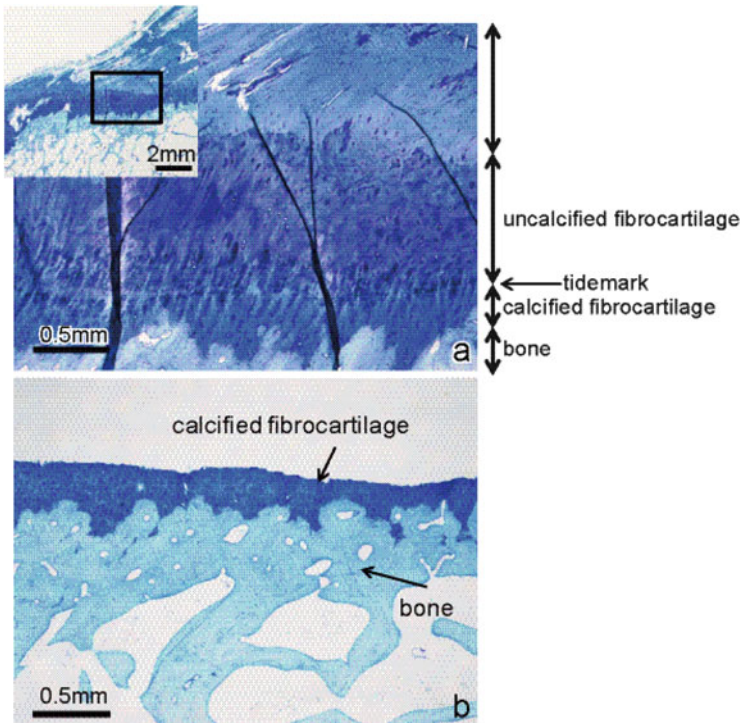 2mm
uncalcified fibrocartilage
tidemark
calcified fibrocartilage
0.5mm
a
bone
calcified fibrocartilage
bone
0.5mm
b